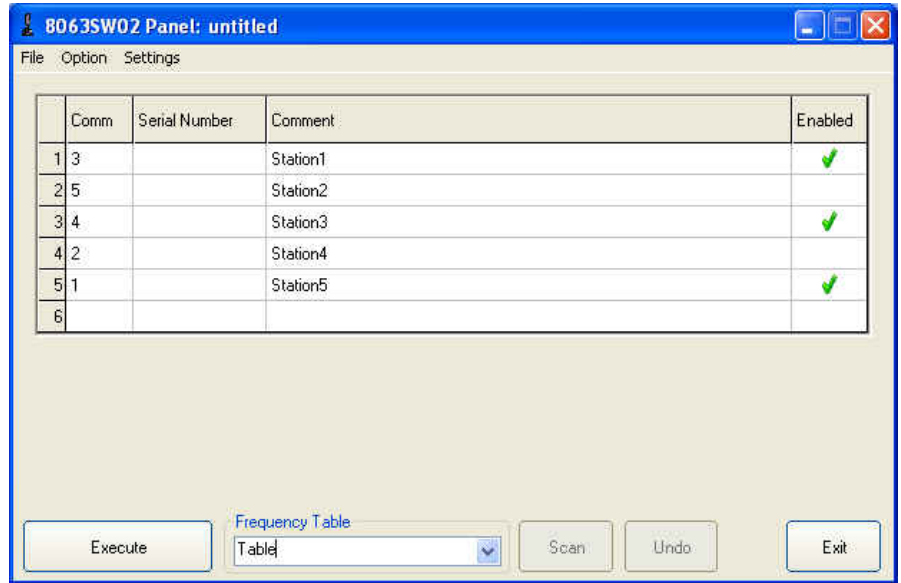 8063SW02 Panel: untitled
File Option Settings
Comm Serial Number Comment Enabled
1 3 Station1
2 5 Station2
3 4 Station3
4 2 Station4
5 1 Station5
6
Frequency Table
Execute Table Scan Undo Exit